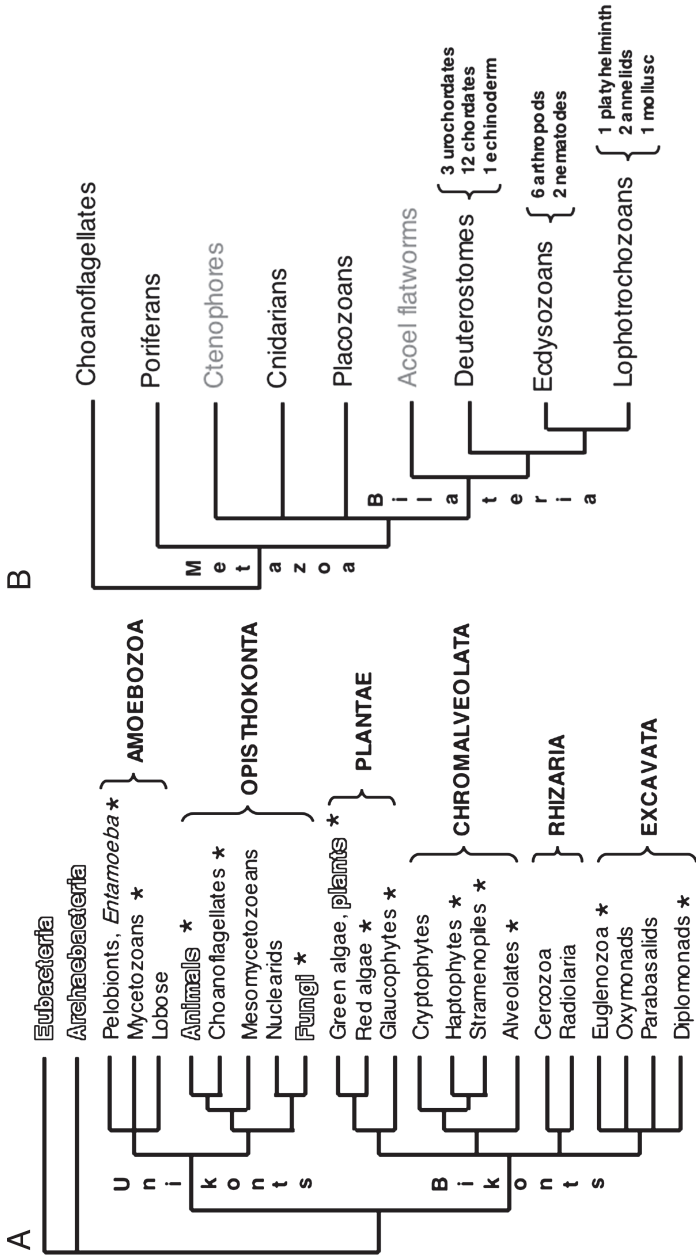 A
Eubacteria
Archaebacteria
Pelobionts, Entamoeba *
Mycetozoans *
Lobose
AMOEBOZOA
Unikonts
Animals *
Choanoflagellates *
Mesomycetozoeans
Nuclearids
Fungi *
OPISTHOKONTA
Green algae, plants *
Red algae *
Glaucophytes *
PLANTAE
Bikonts
Cryptophytes
Haptophytes *
Stramenopiles *
Alveolates *
CHROMALVEOLATA
Cercozoa
Radiolaria
RHIZARIA
Euglenozoa *
Oxymonads
Parabasalids
Diplomonads *
EXCAVATA
B
Choanoflagellates
Metazoa
Poriferans
Ctenophores
Cnidarians
Placozoans
Bilateria
Acoel flatworms
Deuterostomes
3 urochordates
12 chordates
1 echinoderm
Ecdysozoans
6 arthropods
2 nematodes
Lophotrochozoans
1 platyhelminth
2 annelids
1 mollusc